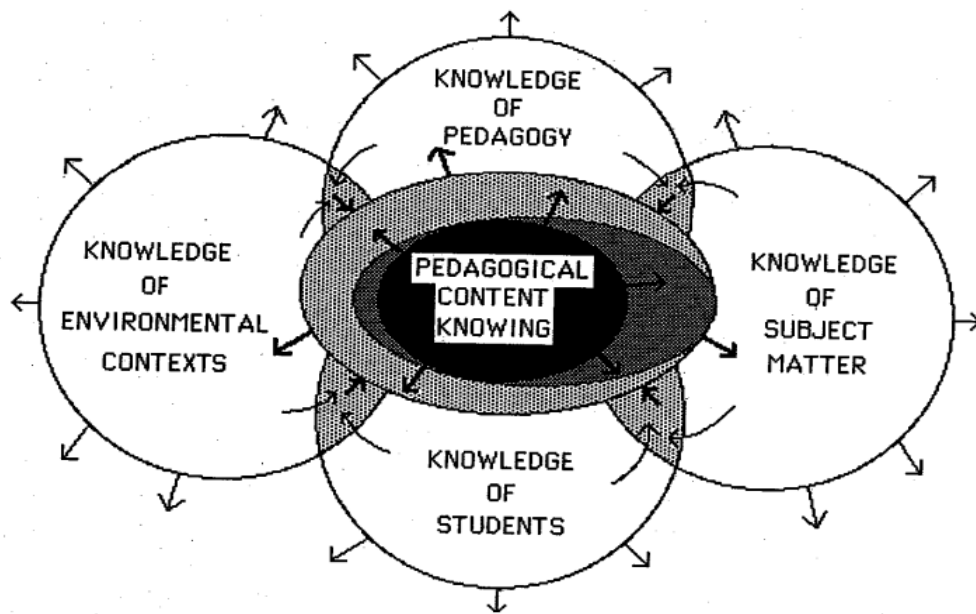 KNOWLEDGE
OF
PEDAGOGY
KNOWLEDGE
OF
ENVIRONMENTAL
CONTEXTS
PEDAGOGICAL
CONTENT
KNOWING
KNOWLEDGE
OF
SUBJECT
MATTER
KNOWLEDGE
OF
STUDENTS